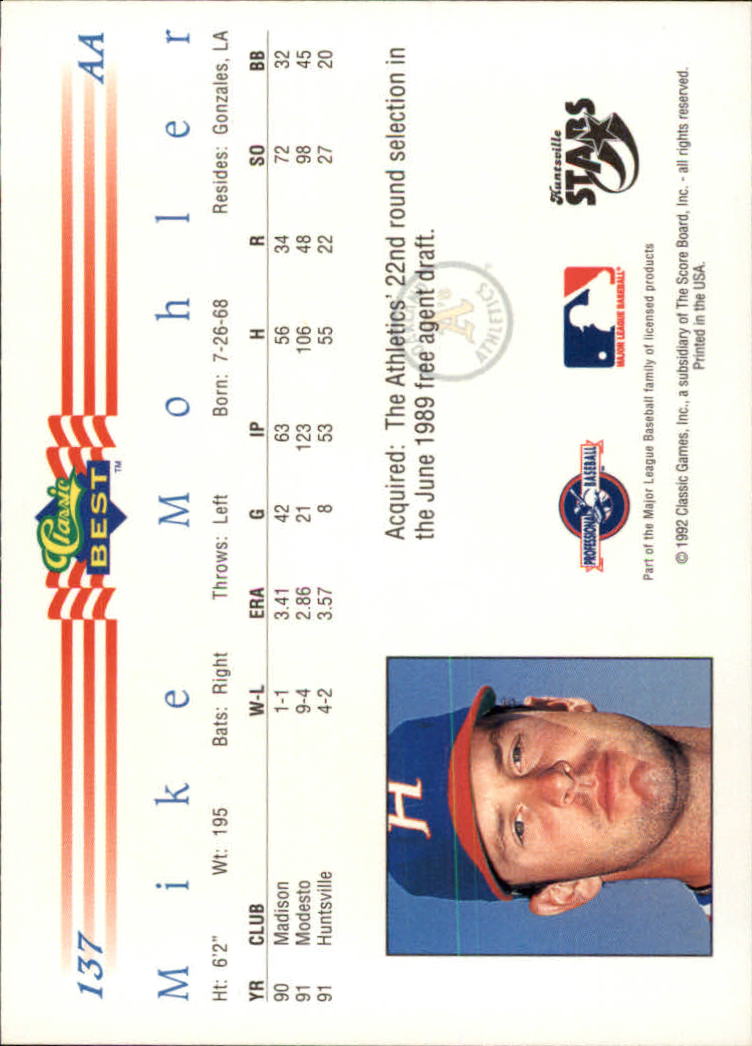 137 Classic BEST™ AA
Mike Mohler
Ht: 6'2" Wt: 195 Bats: Right Throws: Left Born: 7-26-68 Resides: Gonzales, LA
YR CLUB W-L ERA G IP H R SO BB
90 Madison 1-1 3.41 42 63 56 34 72 32
91 Modesto 9-4 2.86 21 123 106 48 98 45
91 Huntsville 4-2 3.57 8 53 55 22 27 20
H
Acquired: The Athletics' 22nd round selection in
the June 1989 free agent draft.
OAKLAND A's ATHLETICS
PROFESSIONAL BASEBALL
MAJOR LEAGUE BASEBALL®
Huntsville
STARS
Part of the Major League Baseball family of licensed products
© 1992 Classic Games, Inc., a subsidiary of The Score Board, Inc. - all rights reserved.
Printed in the USA.